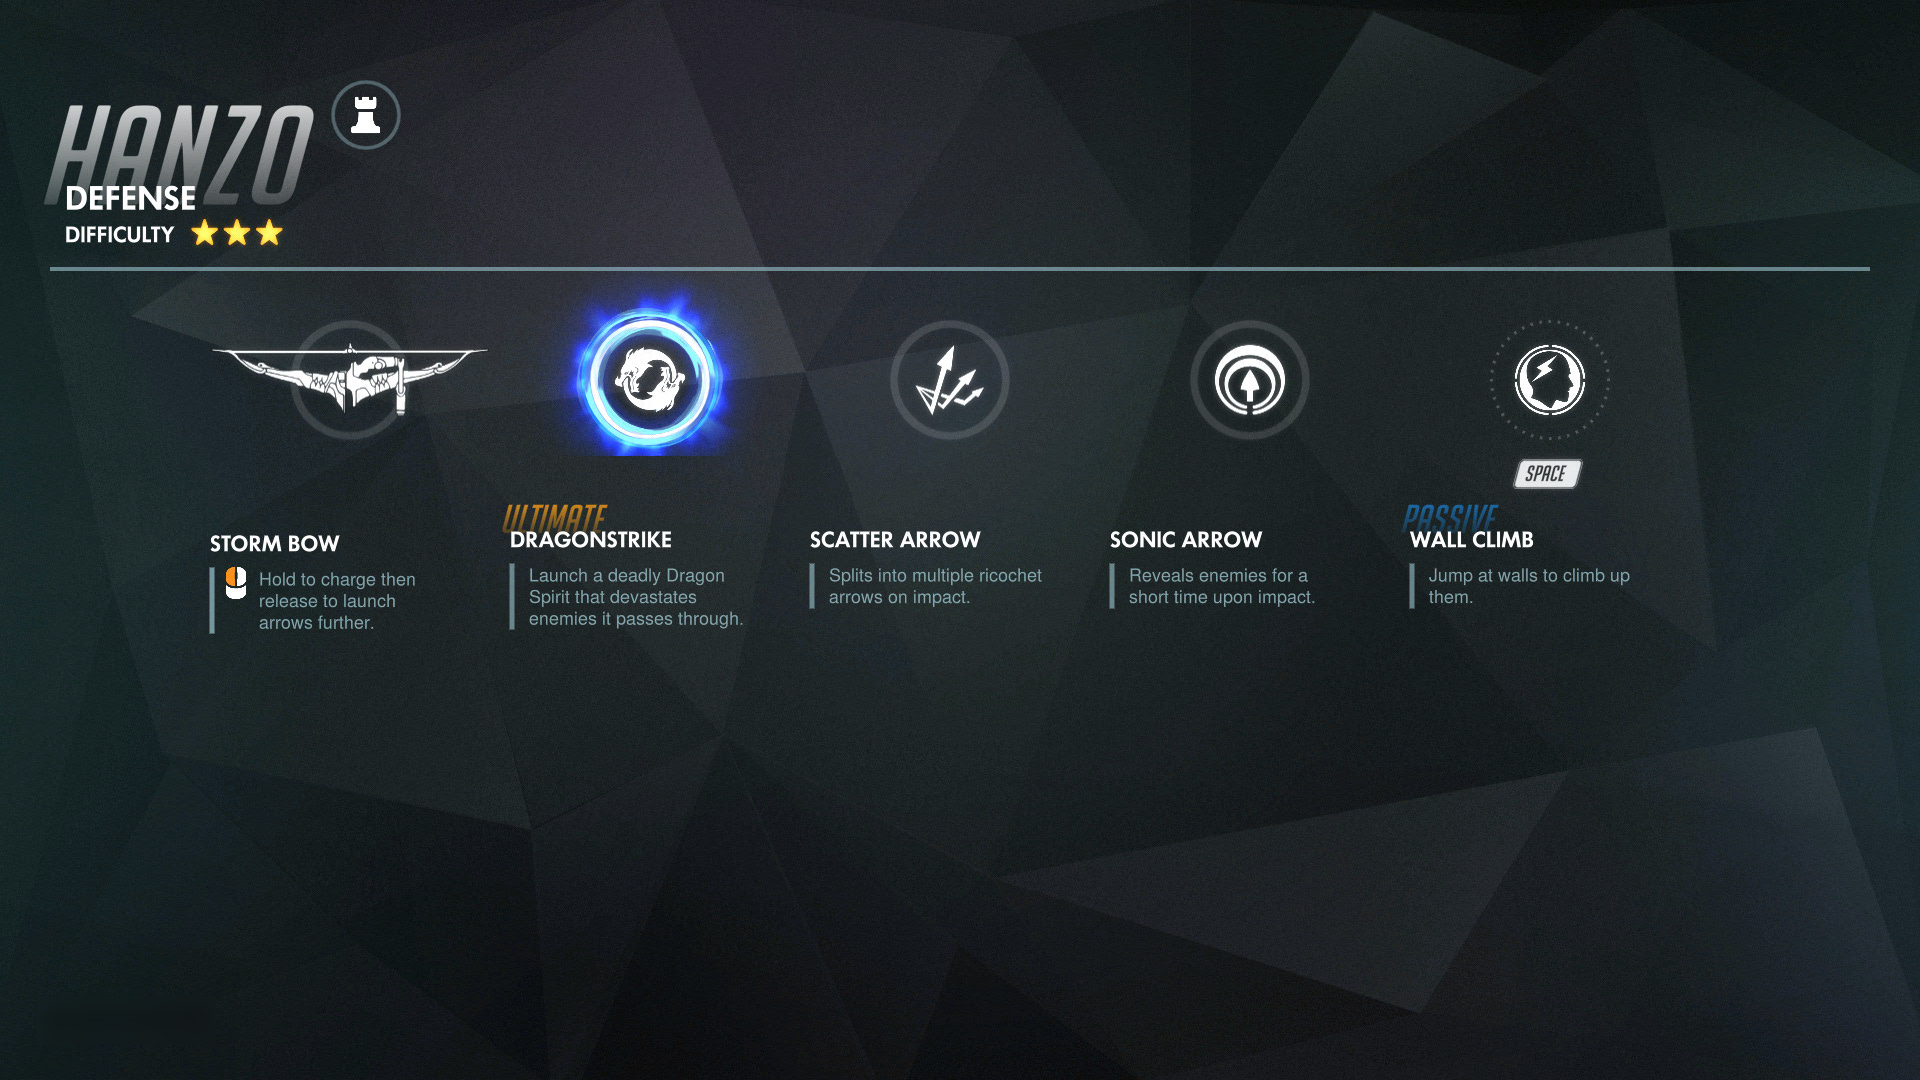 HANZO
DEFENSE
DIFFICULTY
SPACE
STORM BOW
Hold to charge then
release to launch
arrows further.
ULTIMATE
DRAGONSTRIKE
Launch a deadly Dragon
Spirit that devastates
enemies it passes through.
SCATTER ARROW
Splits into multiple ricochet
arrows on impact.
SONIC ARROW
Reveals enemies for a
short time upon impact.
PASSIVE
WALL CLIMB
Jump at walls to climb up
them.